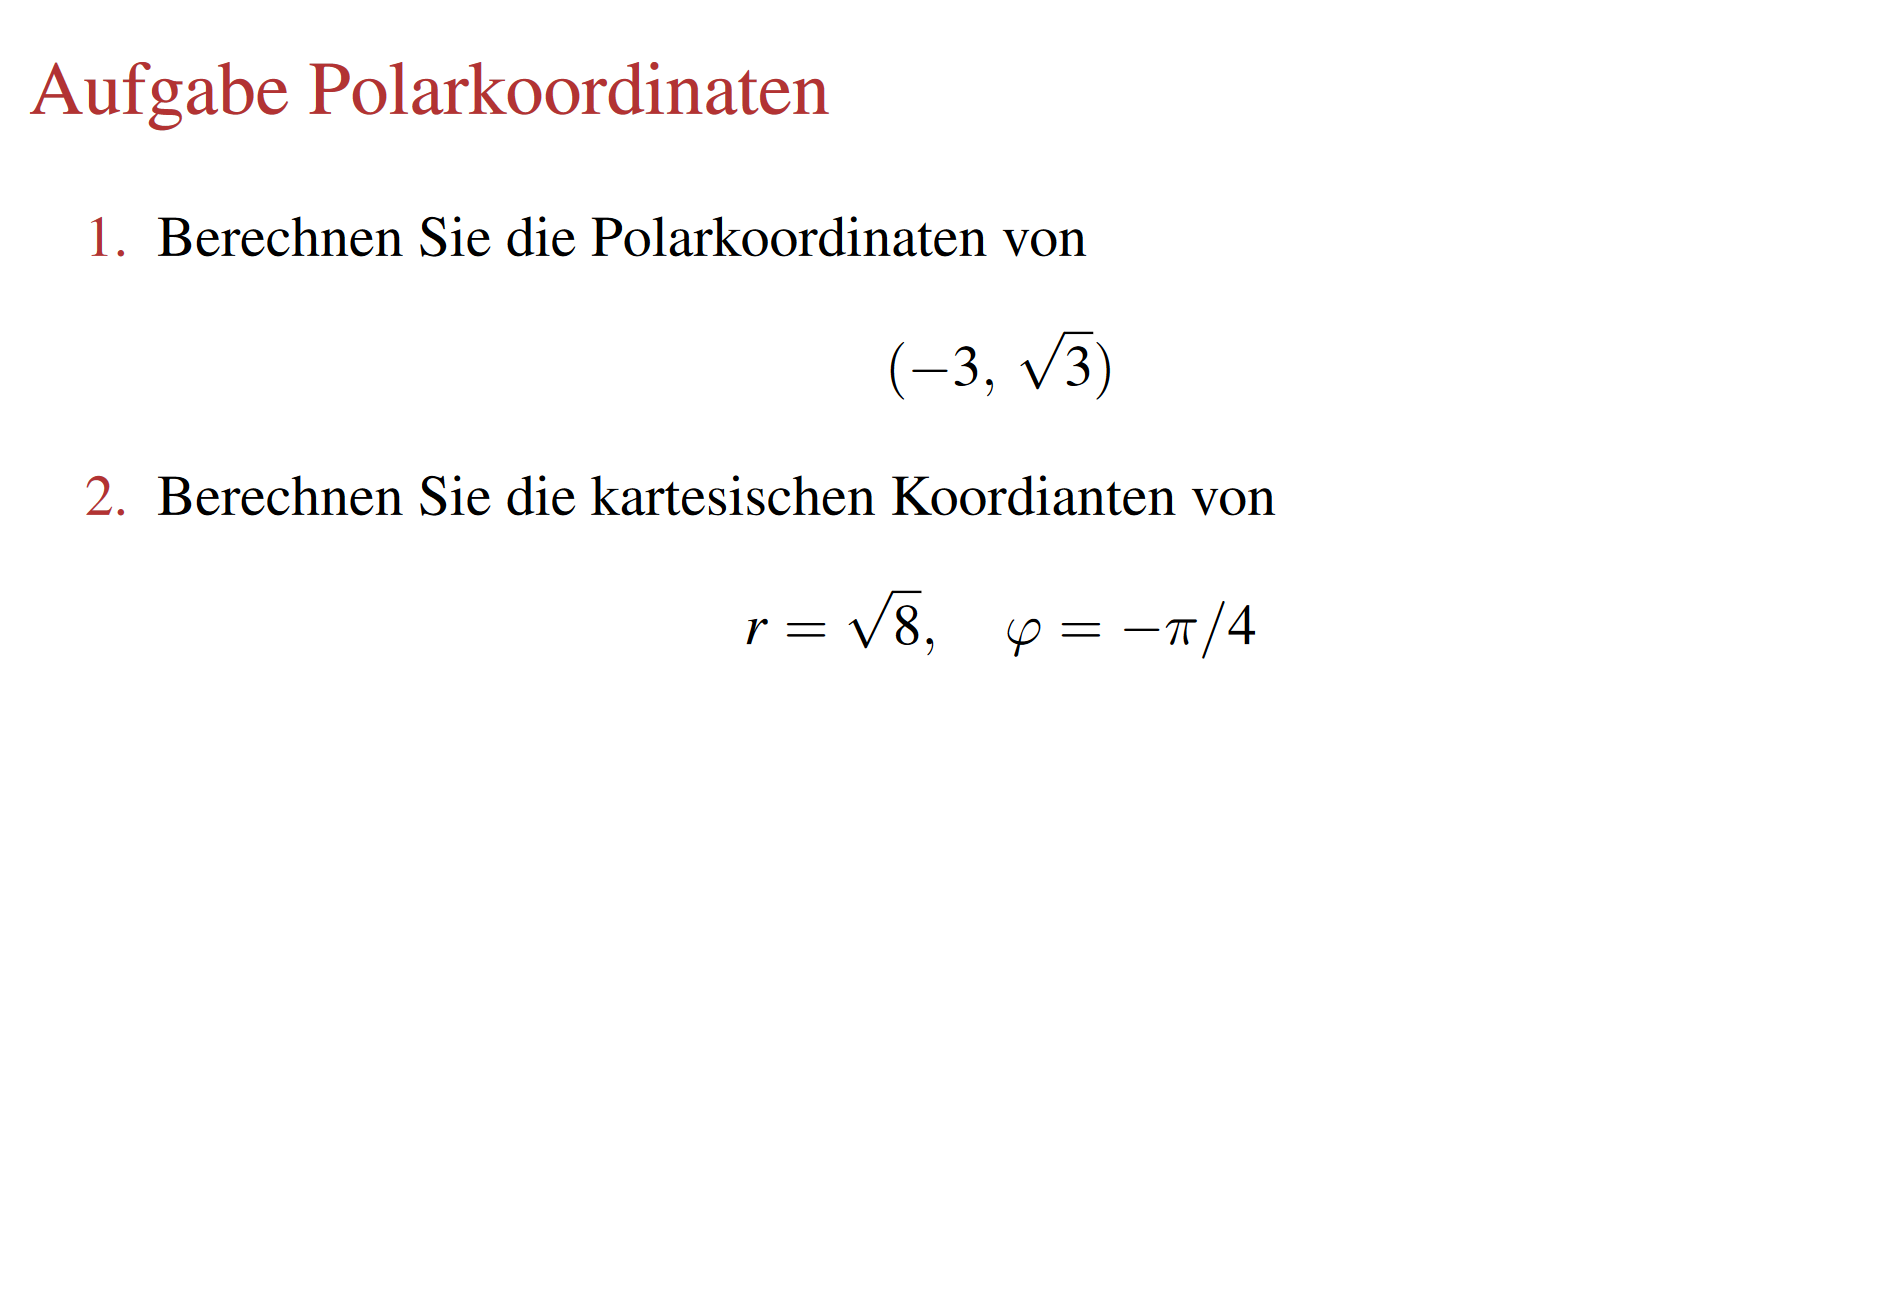 Aufgabe Polarkoordinaten
1. Berechnen Sie die Polarkoordinaten von
(−3, √3)
2. Berechnen Sie die kartesischen Koordianten von
r = √8, φ = −π/4